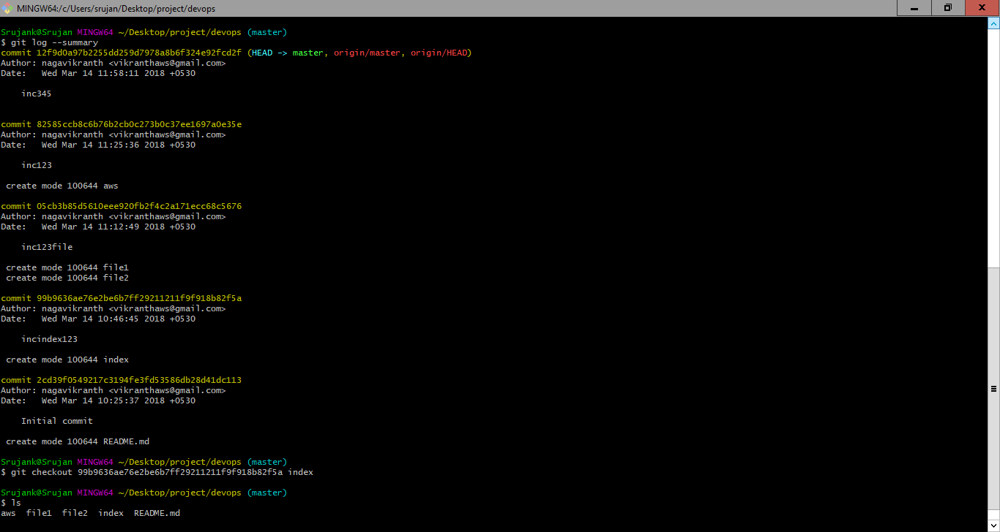 MINGW64:/c/Users/srujan/Desktop/project/devops
Srujank@Srujan MINGW64 ~/Desktop/project/devops (master)
$ git log --summary
commit 12f9d0a97b2255dd259d7978a8b6f324e92fcd2f (HEAD -> master, origin/master, origin/HEAD)
Author: nagavikranth <vikranthaws@gmail.com>
Date:   Wed Mar 14 11:58:11 2018 +0530
inc345
commit 82585ccb8c6b76b2cb0c273b0c37ee1697a0e35e
Author: nagavikranth <vikranthaws@gmail.com>
Date:   Wed Mar 14 11:25:36 2018 +0530
inc123
create mode 100644 aws
commit 05cb3b85d5610eee920fb2f4c2a171ecc68c5676
Author: nagavikranth <vikranthaws@gmail.com>
Date:   Wed Mar 14 11:12:49 2018 +0530
inc123file
create mode 100644 file1
create mode 100644 file2
commit 99b9636ae76e2be6b7ff29211211f9f918b82f5a
Author: nagavikranth <vikranthaws@gmail.com>
Date:   Wed Mar 14 10:46:45 2018 +0530
incindex123
create mode 100644 index
commit 2cd39f0549217c3194fe3fd53586db28d41dc113
Author: nagavikranth <vikranthaws@gmail.com>
Date:   Wed Mar 14 10:25:37 2018 +0530
Initial commit
create mode 100644 README.md
Srujank@Srujan MINGW64 ~/Desktop/project/devops (master)
$ git checkout 99b9636ae76e2be6b7ff29211211f9f918b82f5a index
Srujank@Srujan MINGW64 ~/Desktop/project/devops (master)
$ ls
aws  file1  file2  index  README.md